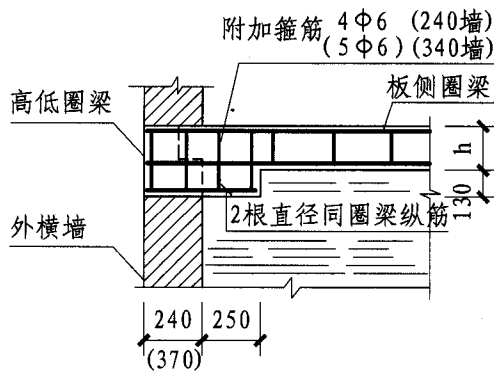 附加箍筋 4Φ6 (240墙)
(5Φ6) (340墙)
板侧圈梁
高低圈梁
h
130
2根直径同圈梁纵筋
外横墙
240 250
(370)